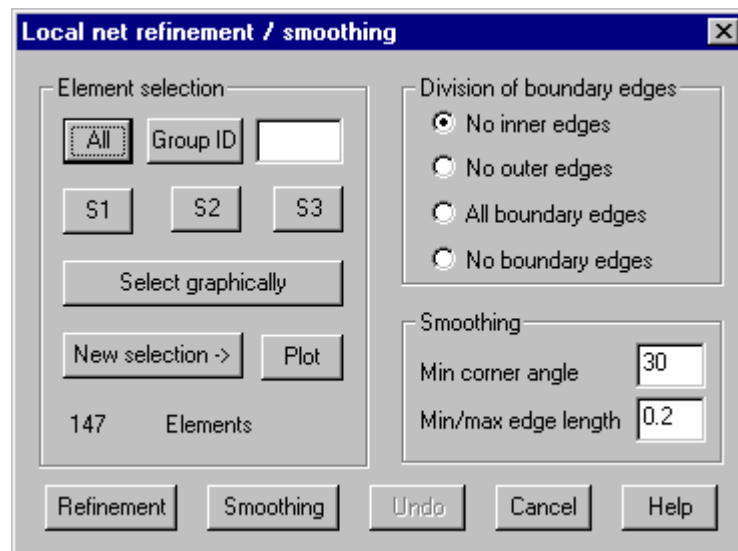 Local net refinement / smoothing
Element selection
All Group ID
S1 S2 S3
Select graphically
New selection -> Plot
147 Elements
Division of boundary edges
No inner edges
No outer edges
All boundary edges
No boundary edges
Smoothing
Min corner angle 30
Min/max edge length 0.2
Refinement Smoothing Undo Cancel Help